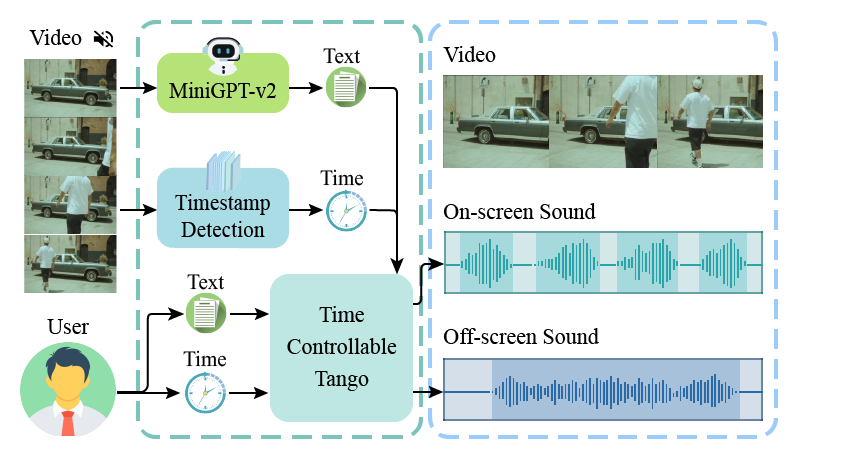 Video
MiniGPT-v2
Text
Timestamp
Detection
Time
User
Text
Time
Time
Controllable
Tango
Video
On-screen Sound
Off-screen Sound